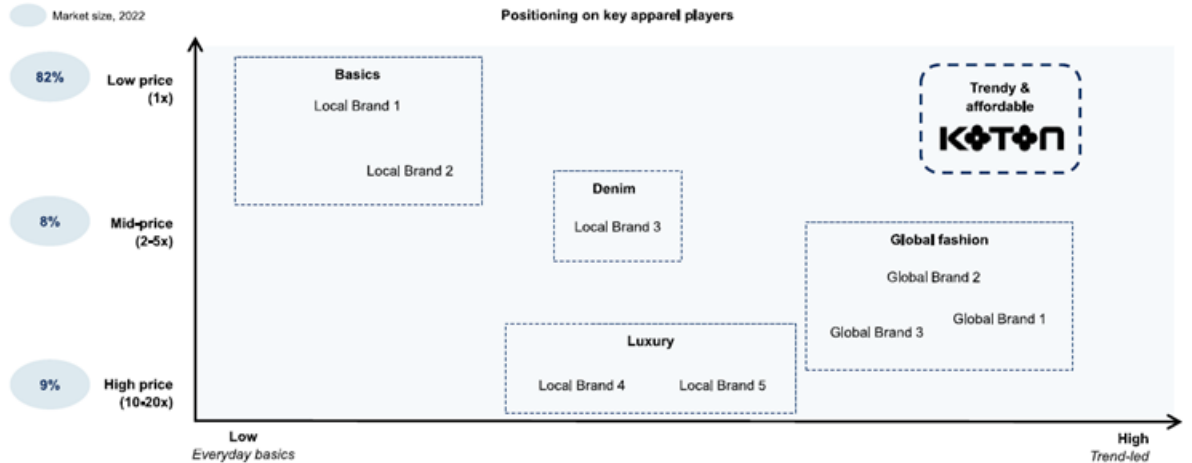 Market size, 2022
Positioning on key apparel players
82%
Low price
(1x)
Basics
Local Brand 1
Local Brand 2
Trendy &
affordable
KOTON
8%
Mid-price
(2-5x)
Denim
Local Brand 3
Global fashion
Global Brand 2
Global Brand 1
Global Brand 3
Luxury
Local Brand 4
Local Brand 5
9%
High price
(10-20x)
Low
Everyday basics
High
Trend-led